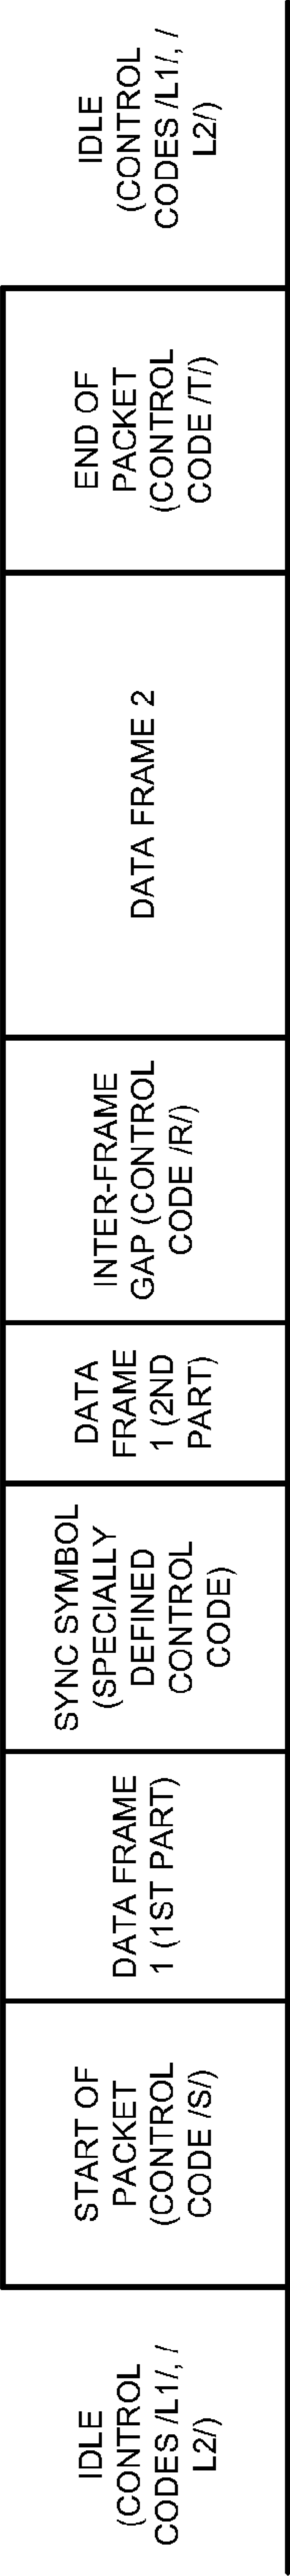 IDLE
(CONTROL
CODES /L1/, /
L2/)
START OF
PACKET
(CONTROL
CODE /S/)
DATA FRAME
1 (1ST PART)
SYNC SYMBOL
(SPECIALLY
DEFINED
CONTROL
CODE)
DATA
FRAME
1 (2ND
PART)
INTER-FRAME
GAP (CONTROL
CODE /R/)
DATA FRAME 2
END OF
PACKET
(CONTROL
CODE /T/)
IDLE
(CONTROL
CODES /L1/, /
L2/)